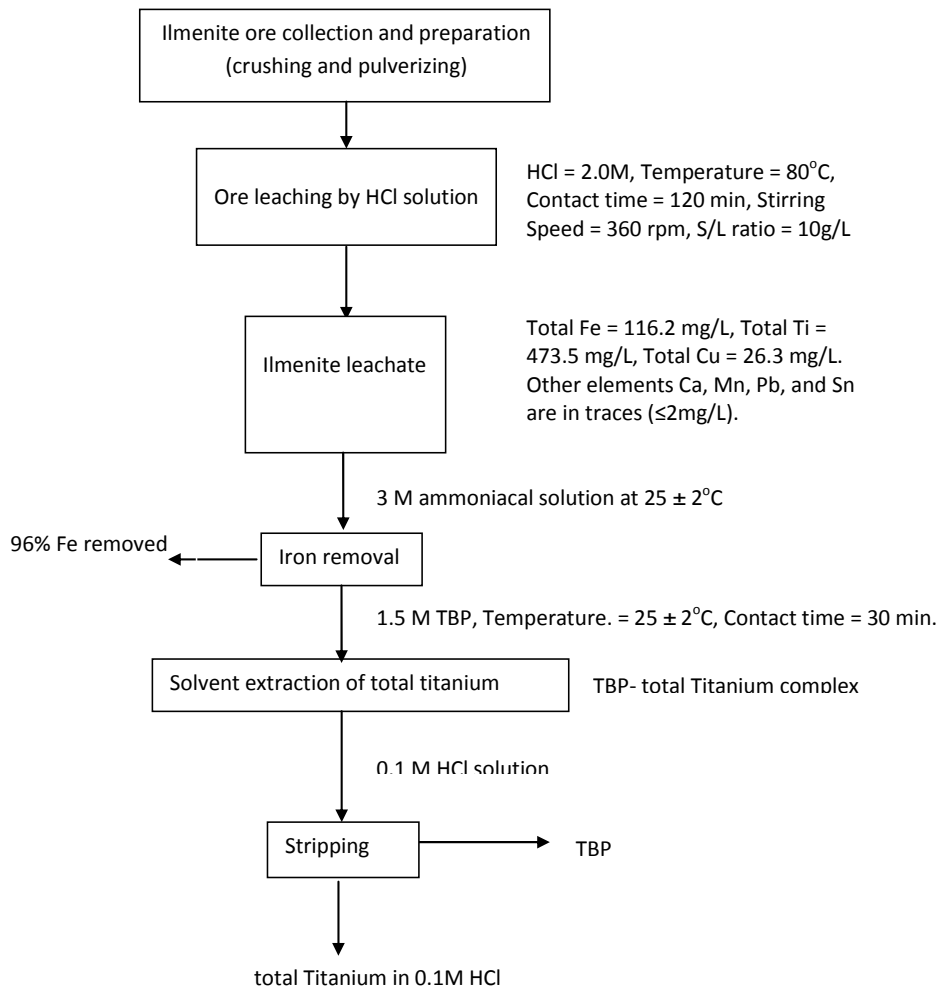 Ilmenite ore collection and preparation
(crushing and pulverizing)
Ore leaching by HCl solution
HCl = 2.0M, Temperature = 80°C,
Contact time = 120 min, Stirring
Speed = 360 rpm, S/L ratio = 10g/L
Ilmenite leachate
Total Fe = 116.2 mg/L, Total Ti =
473.5 mg/L, Total Cu = 26.3 mg/L.
Other elements Ca, Mn, Pb, and Sn
are in traces (≤2mg/L).
3 M ammoniacal solution at 25 ± 2°C
96% Fe removed
Iron removal
1.5 M TBP, Temperature. = 25 ± 2°C, Contact time = 30 min.
Solvent extraction of total titanium
TBP- total Titanium complex
0.1 M HCl solution
Stripping
TBP
total Titanium in 0.1M HCl